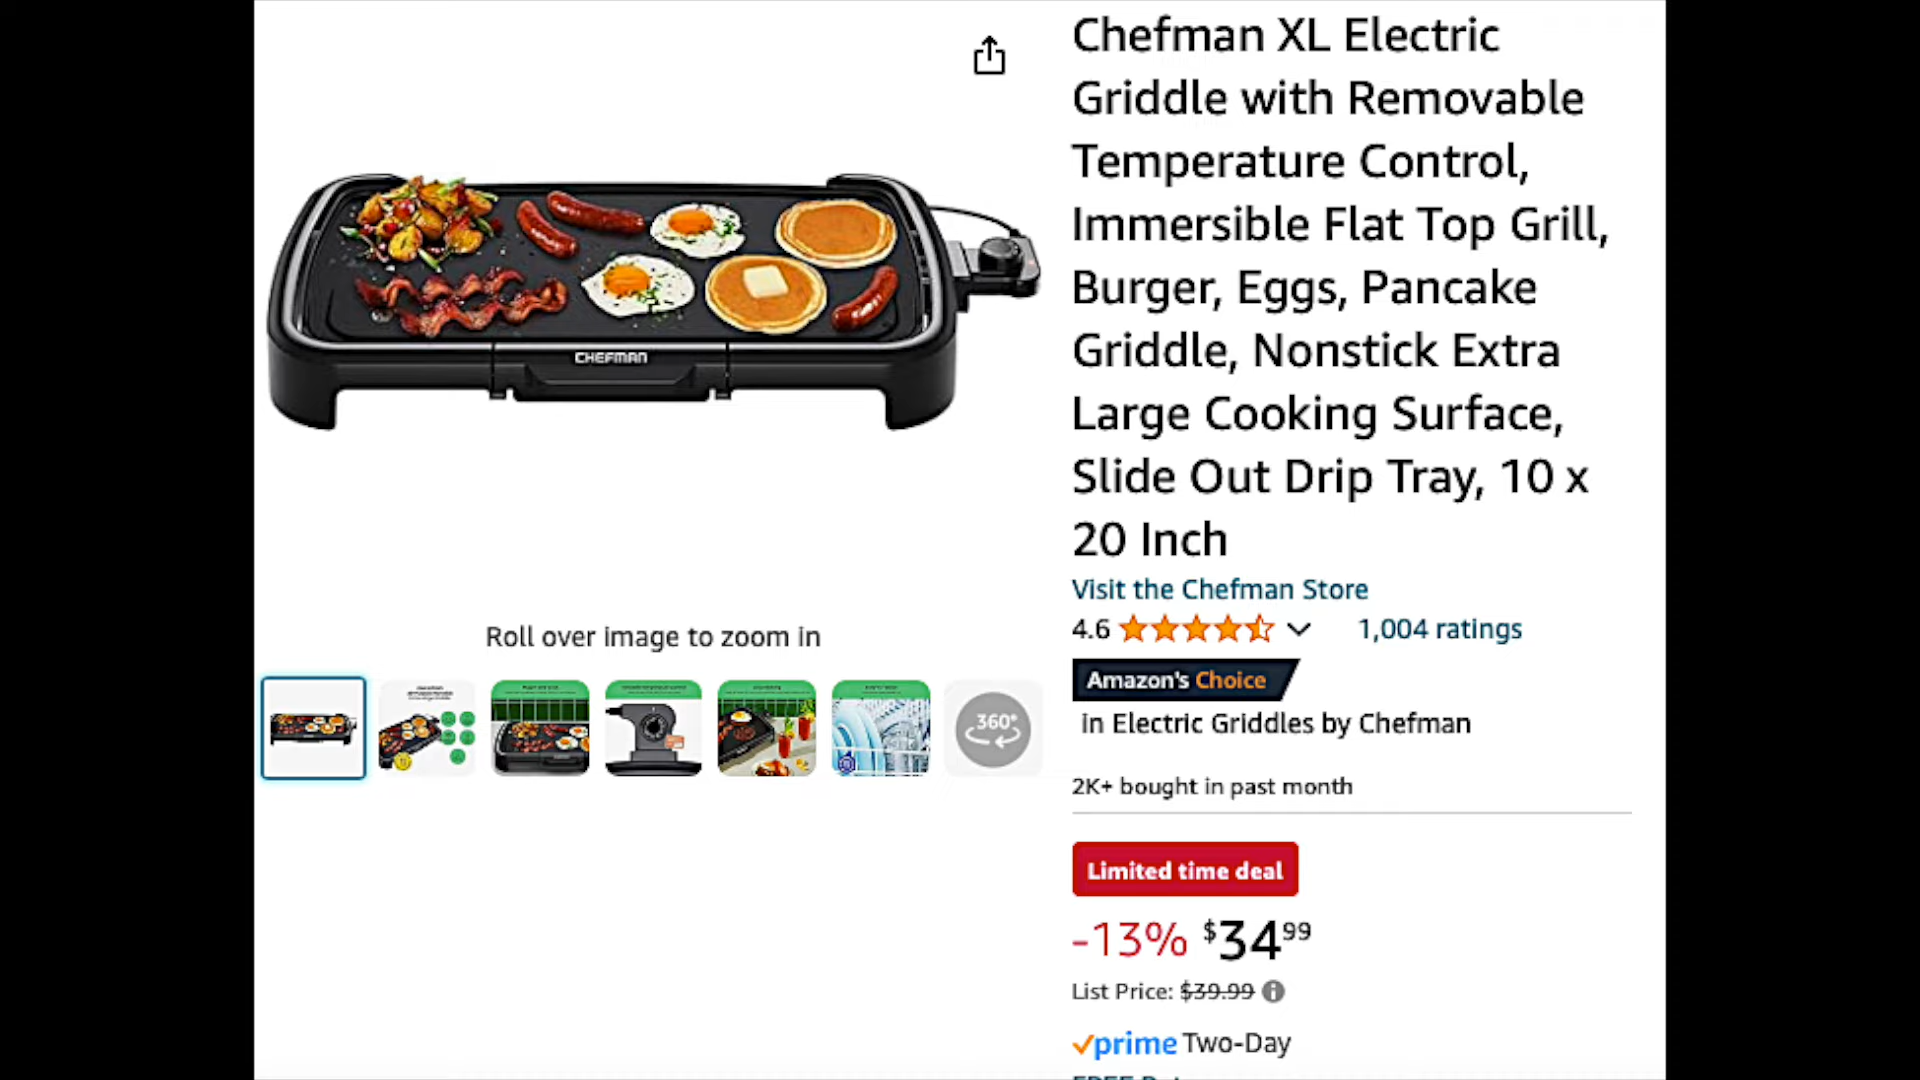 Chefman XL Electric
Griddle with Removable
Temperature Control,
Immersible Flat Top Grill,
Burger, Eggs, Pancake
Griddle, Nonstick Extra
Large Cooking Surface,
Slide Out Drip Tray, 10 x
20 Inch
Visit the Chefman Store
4.6 1,004 ratings
Amazon's Choice
in Electric Griddles by Chefman
2K+ bought in past month
Limited time deal
-13% $34 99
List Price: $39.99
prime Two-Day
CHEFMAN
Roll over image to zoom in
360°